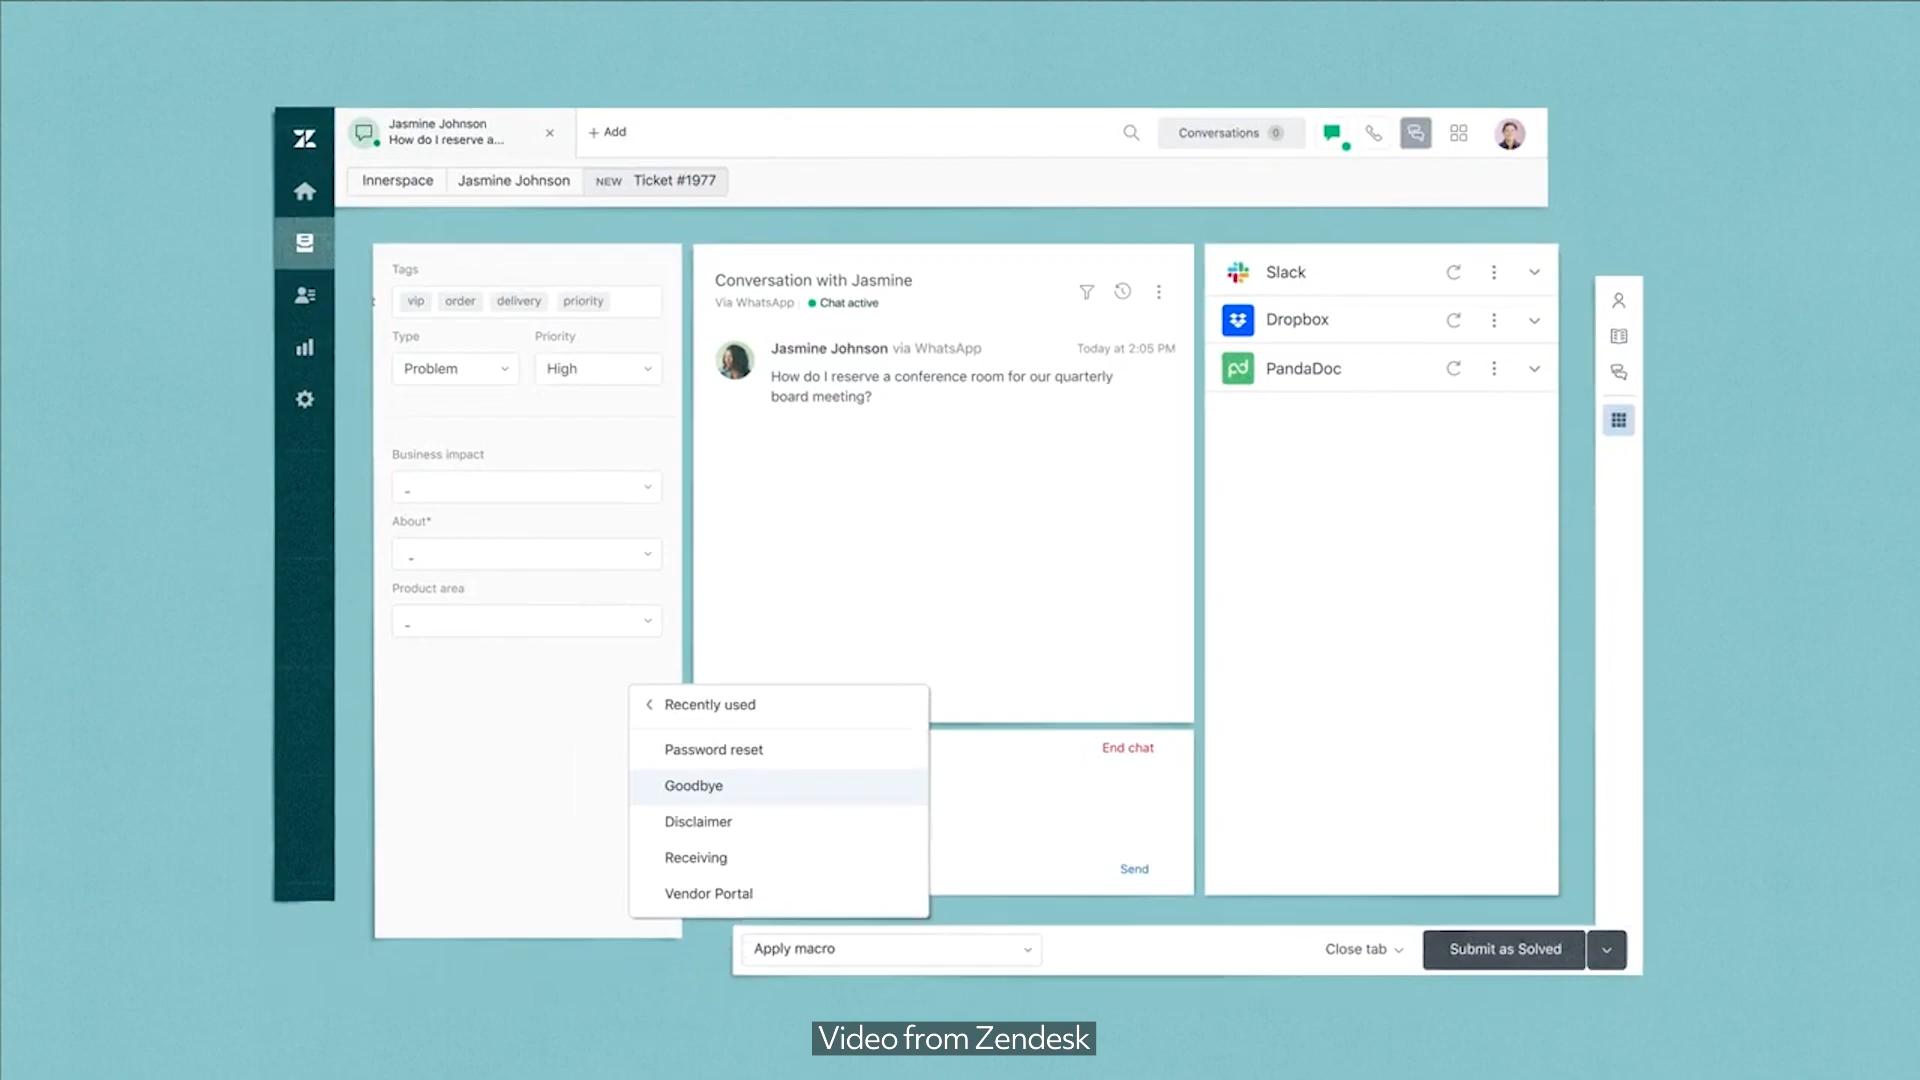 Jasmine Johnson
How do I reserve a...
+ Add
Conversations 0
Innerspace
Jasmine Johnson
NEW Ticket #1977
Tags
vip order delivery priority
Type
Priority
Problem
High
Business impact
-
About*
-
Product area
-
Conversation with Jasmine
Via WhatsApp Chat active
Jasmine Johnson via WhatsApp
Today at 2:05 PM
How do I reserve a conference room for our quarterly
board meeting?
Slack
Dropbox
pd PandaDoc
Recently used
Password reset
Goodbye
Disclaimer
Receiving
Vendor Portal
End chat
Send
Apply macro
Close tab
Submit as Solved
Video from Zendesk